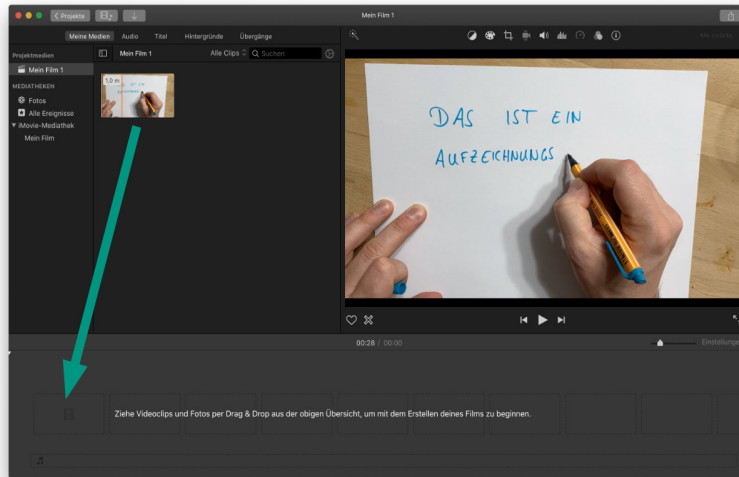 Projekte
Mein Film 1
Meine Medien Audio Titel Hintergründe Übergänge
Projektmedien
Mein Film 1
MEDIATHEKEN
Fotos
Alle Ereignisse
iMovie-Mediathek
Mein Film
Mein Film 1 Alle Clips Suchen
1,0 m
DAS IST EIN
AUFZEICHNUNGS
00:28 / 00:00
Einstellunge
Ziehe Videoclips und Fotos per Drag & Drop aus der obigen Übersicht, um mit dem Erstellen deines Films zu beginnen.